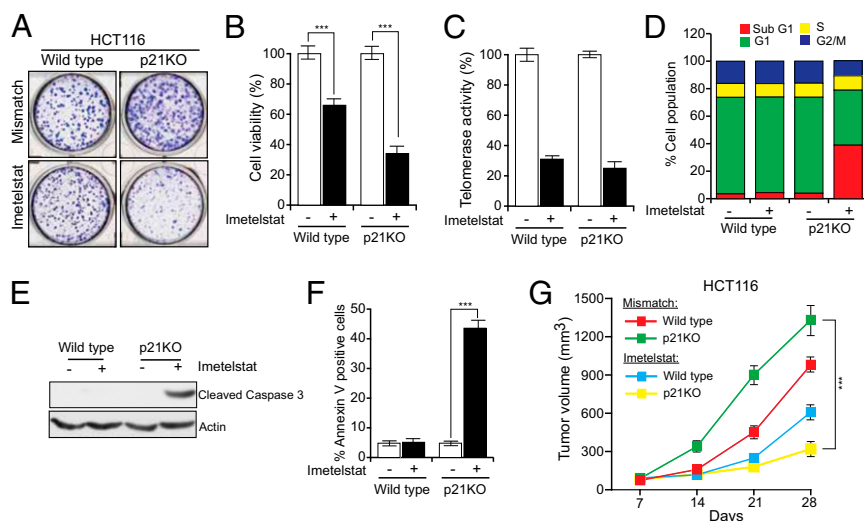 A
HCT116
Wild type p21KO
Mismatch
Imetelstat
B
Cell viability (%)
100
80
60
40
20
0
***
***
Imetelstat - + - +
Wild type p21KO
C
Telomerase activity (%)
100
80
60
40
20
0
Imetelstat - + - +
Wild type p21KO
D
Sub G1 S
G1 G2/M
% Cell population
120
100
80
60
40
20
0
Imetelstat - + - +
Wild type p21KO
E
Wild type p21KO
- + - + Imetelstat
Cleaved Caspase 3
Actin
F
% Annexin V positive cells
50
40
30
20
10
0
***
Imetelstat - + - +
Wild type p21KO
G
HCT116
Tumor volume (mm3)
1500
1200
900
600
300
0
Mismatch:
Wild type
p21KO
Imetelstat:
Wild type
p21KO
***
7 14 21 28
Days